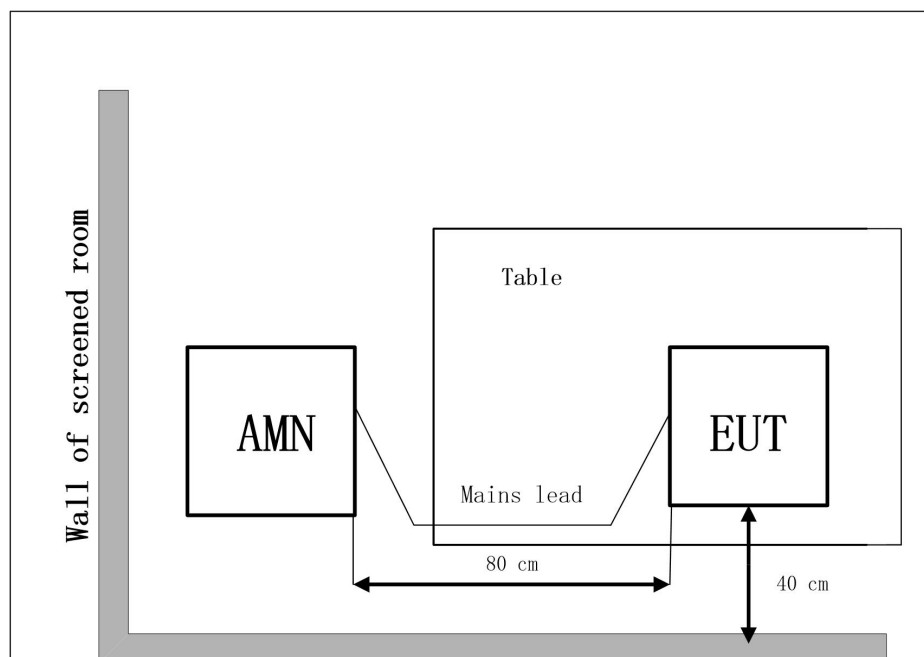 Wall of screened room
Table
AMN
EUT
Mains lead
80 cm
40 cm